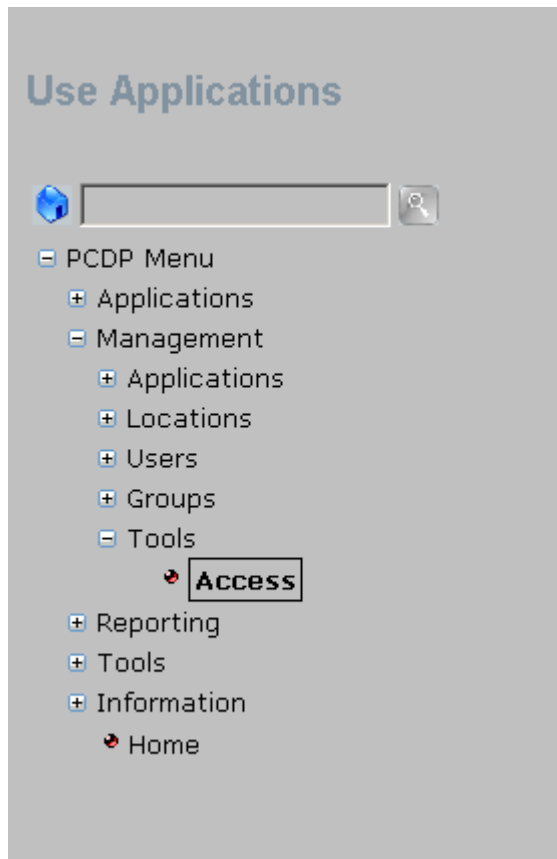 Use Applications
PCDP Menu
Applications
Management
Applications
Locations
Users
Groups
Tools
Access
Reporting
Tools
Information
Home